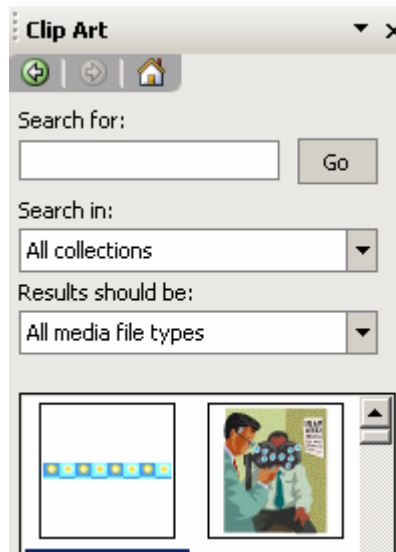 Clip Art
Search for:
Go
Search in:
All collections
Results should be:
All media file types